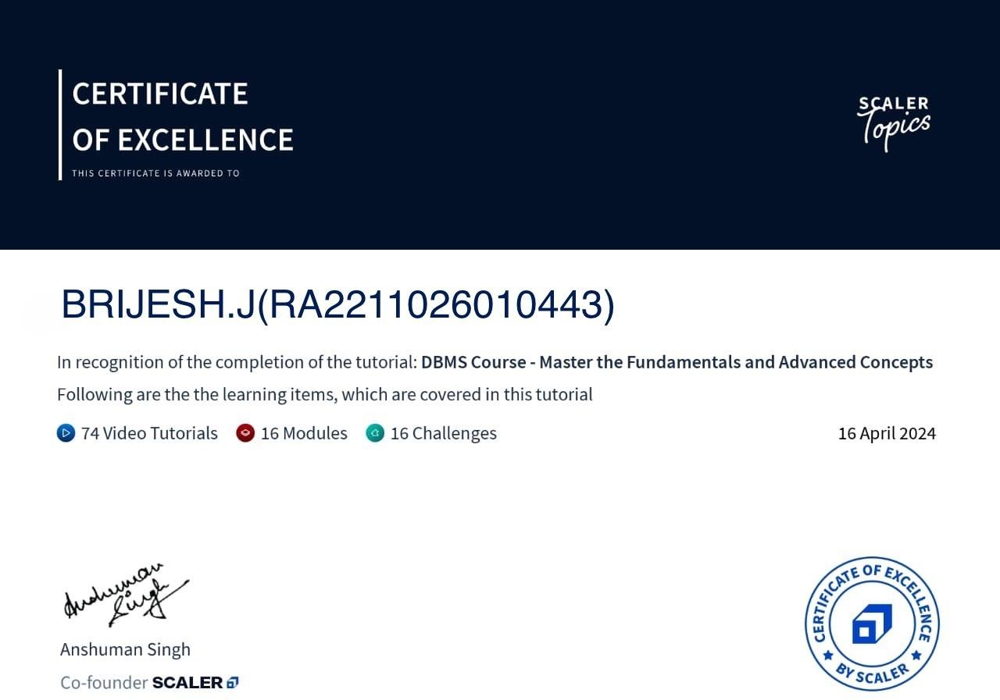 CERTIFICATE
OF EXCELLENCE
THIS CERTIFICATE IS AWARDED TO
SCALER
Topics
BRIJESH.J(RA2211026010443)
In recognition of the completion of the tutorial: DBMS Course - Master the Fundamentals and Advanced Concepts
Following are the the learning items, which are covered in this tutorial
74 Video Tutorials 16 Modules 16 Challenges 16 April 2024
Anshuman
Singh
Anshuman Singh
Co-founder SCALER
CERTIFICATE OF EXCELLENCE
BY SCALER